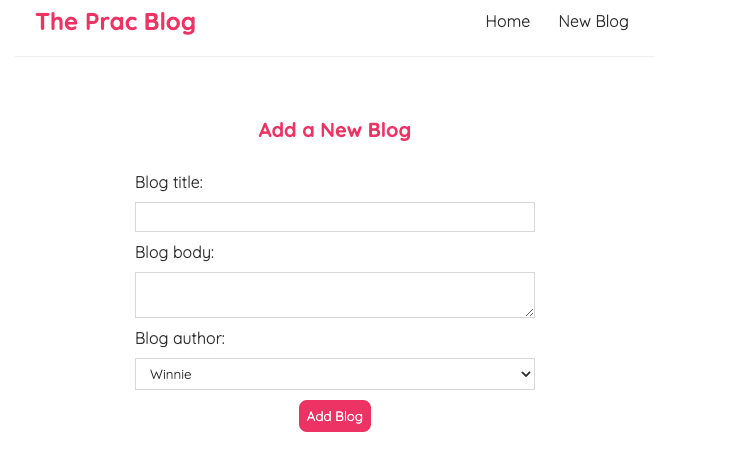 The Prac Blog
Home New Blog
Add a New Blog
Blog title:
Blog body:
Blog author:
Winnie
Add Blog